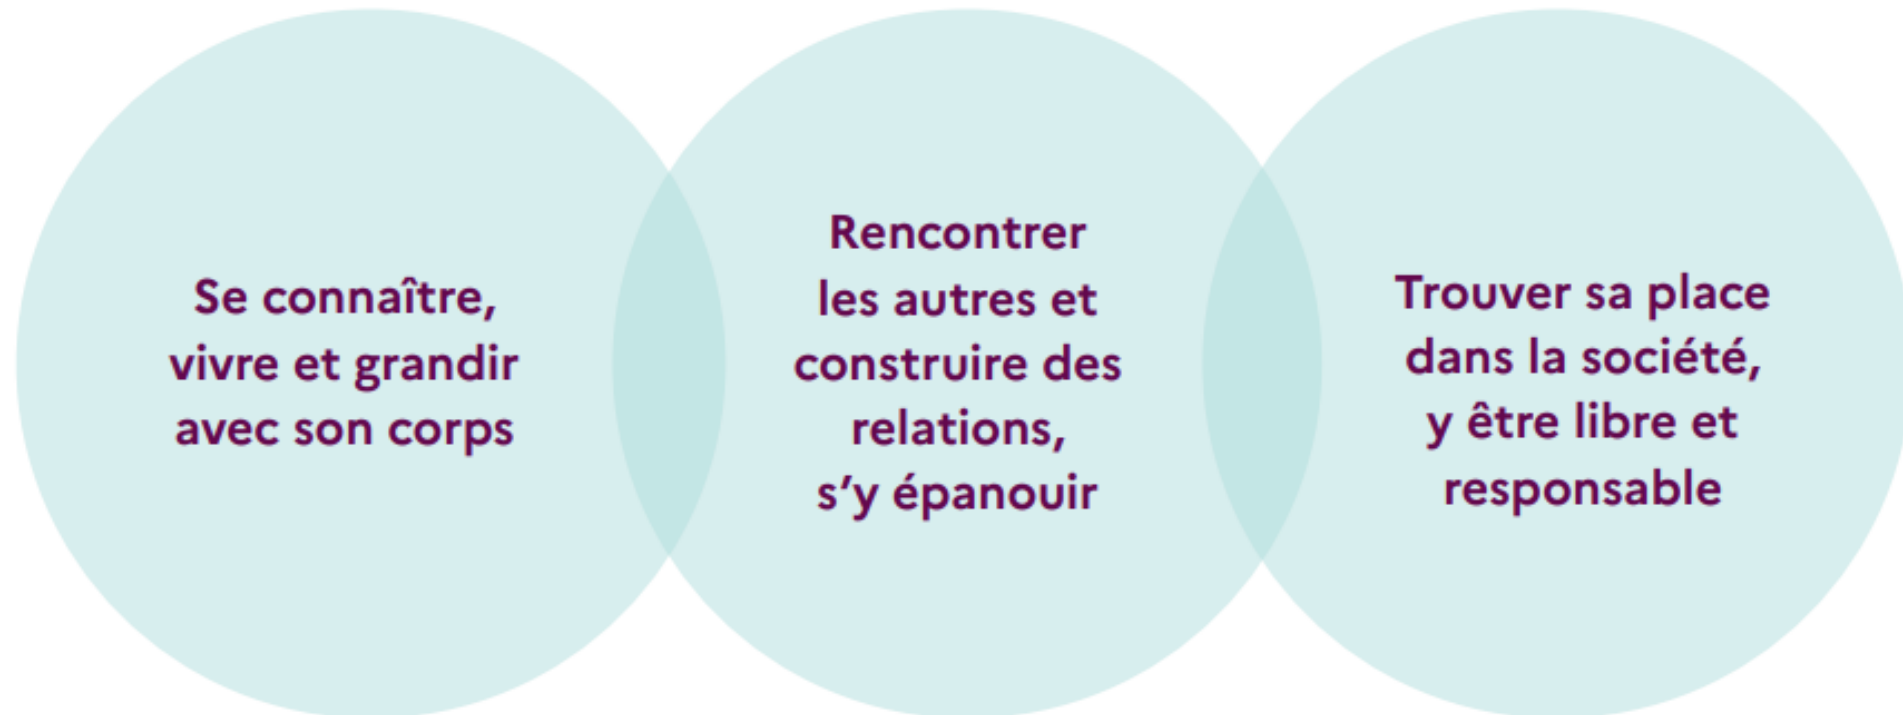 Se connaître,
vivre et grandir
avec son corps
Rencontrer
les autres et
construire des
relations,
s’y épanouir
Trouver sa place
dans la société,
y être libre et
responsable